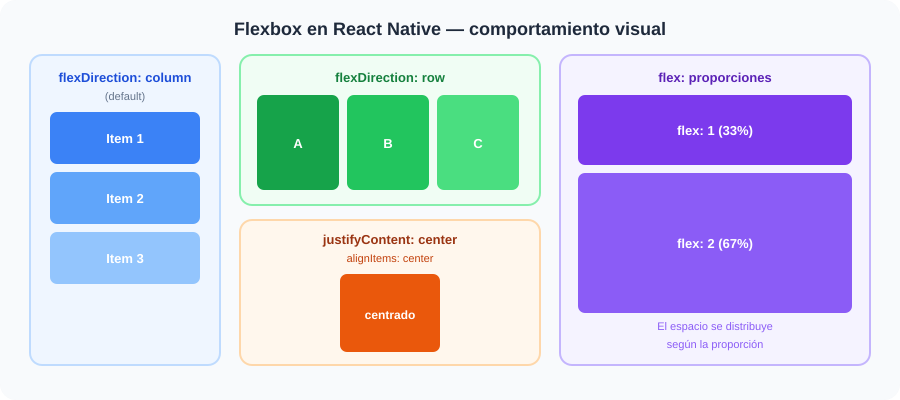 Flexbox en React Native — comportamiento visual
flexDirection: column
(default)
Item 1
Item 2
Item 3
flexDirection: row
A
B
C
justifyContent: center
alignItems: center
centrado
flex: proporciones
flex: 1 (33%)
flex: 2 (67%)
El espacio se distribuye
según la proporción